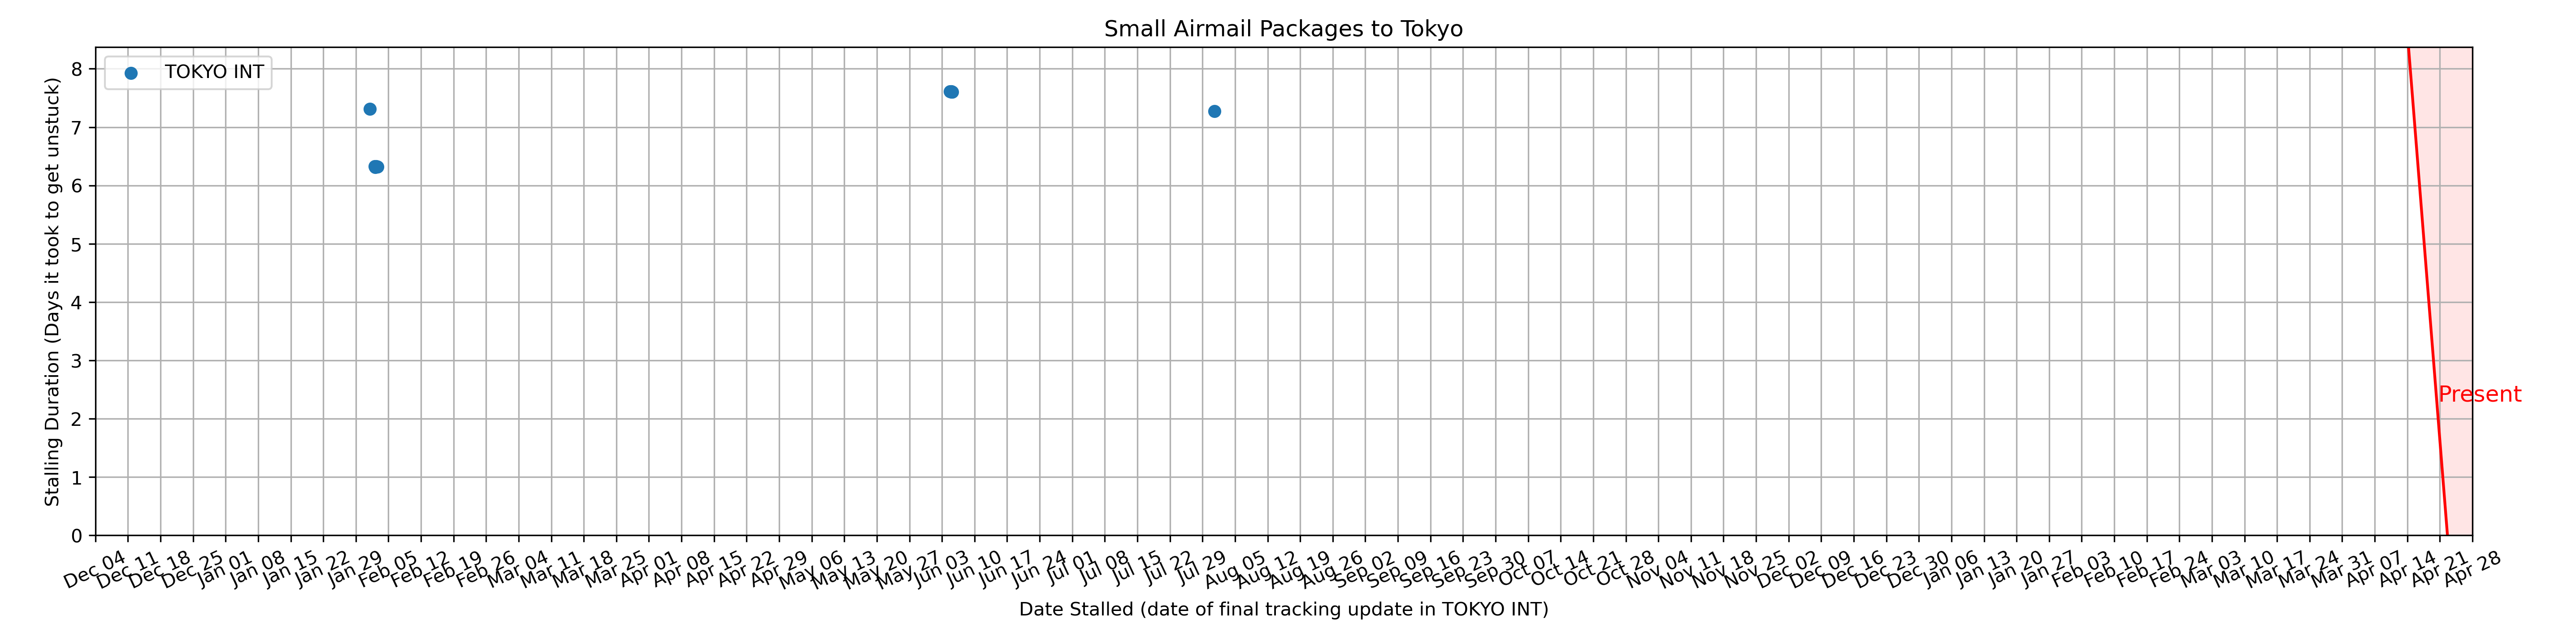 Small Airmail Packages to Tokyo
TOKYO INT
Stalling Duration (Days it took to get unstuck)
8
7
6
5
4
3
2
1
0
Present
Dec 04
Dec 11
Dec 18
Dec 25
Jan 01
Jan 08
Jan 15
Jan 22
Jan 29
Feb 05
Feb 12
Feb 19
Feb 26
Mar 04
Mar 11
Mar 18
Mar 25
Apr 01
Apr 08
Apr 15
Apr 22
Apr 29
May 06
May 13
May 20
May 27
Jun 03
Jun 10
Jun 17
Jun 24
Jul 01
Jul 08
Jul 15
Jul 22
Jul 29
Aug 05
Aug 12
Aug 19
Aug 26
Sep 02
Sep 09
Sep 16
Sep 23
Sep 30
Oct 07
Oct 14
Oct 21
Oct 28
Nov 04
Nov 11
Nov 18
Nov 25
Dec 02
Dec 09
Dec 16
Dec 23
Dec 30
Jan 06
Jan 13
Jan 20
Jan 27
Feb 03
Feb 10
Feb 17
Feb 24
Mar 03
Mar 10
Mar 17
Mar 24
Mar 31
Apr 07
Apr 14
Apr 21
Apr 28
Date Stalled (date of final tracking update in TOKYO INT)